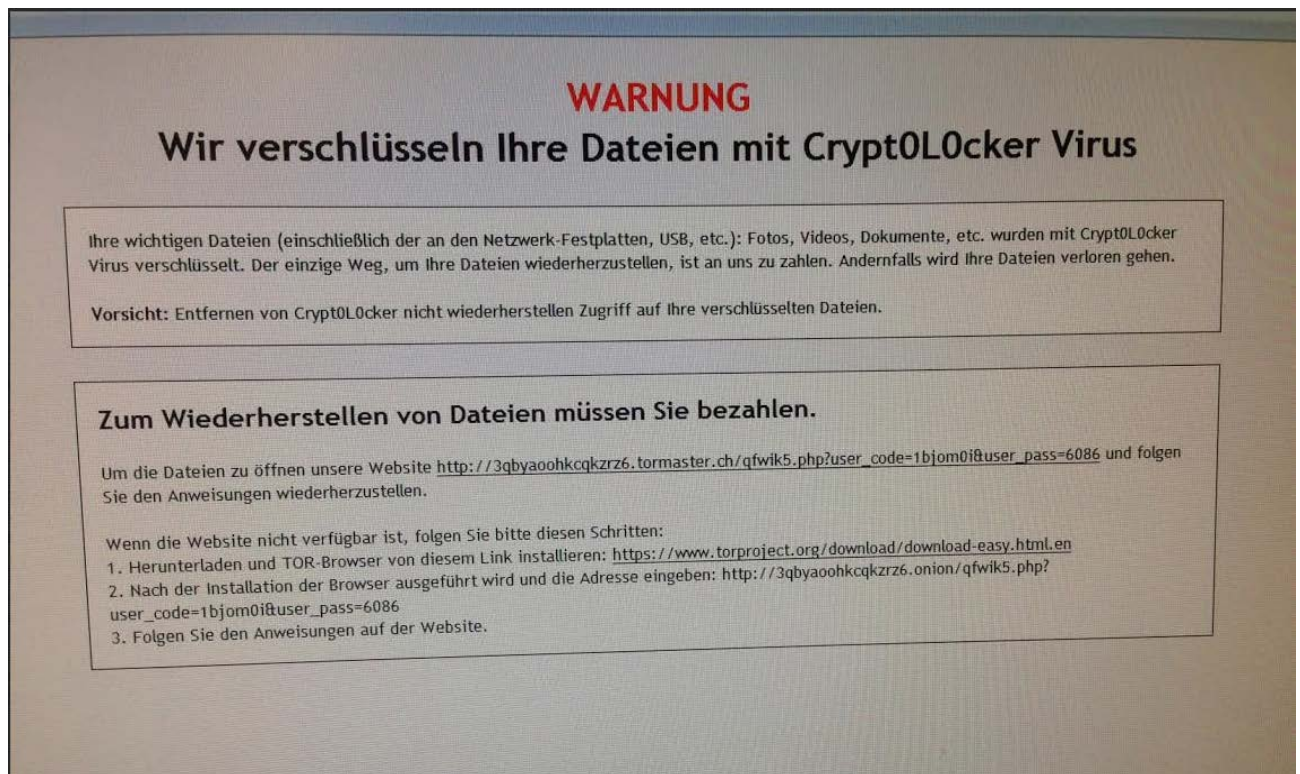 WARNUNG
Wir verschlüsseln Ihre Dateien mit Crypt0L0cker Virus
Ihre wichtigen Dateien (einschließlich der an den Netzwerk-Festplatten, USB, etc.): Fotos, Videos, Dokumente, etc. wurden mit Crypt0L0cker
Virus verschlüsselt. Der einzige Weg, um Ihre Dateien wiederherzustellen, ist an uns zu zahlen. Andernfalls wird Ihre Dateien verloren gehen.
Vorsicht: Entfernen von Crypt0L0cker nicht wiederherstellen Zugriff auf Ihre verschlüsselten Dateien.
Zum Wiederherstellen von Dateien müssen Sie bezahlen.
Um die Dateien zu öffnen unsere Website http://3qbyaoohkcqkzrz6.tormaster.ch/qfwik5.php?user_code=1bjom0i&user_pass=6086 und folgen
Sie den Anweisungen wiederherzustellen.
Wenn die Website nicht verfügbar ist, folgen Sie bitte diesen Schritten:
1. Herunterladen und TOR-Browser von diesem Link installieren: https://www.torproject.org/download/download-easy.html.en
2. Nach der Installation der Browser ausgeführt wird und die Adresse eingeben: http://3qbyaoohkcqkzrz6.onion/qfwik5.php?
user_code=1bjom0i&user_pass=6086
3. Folgen Sie den Anweisungen auf der Website.